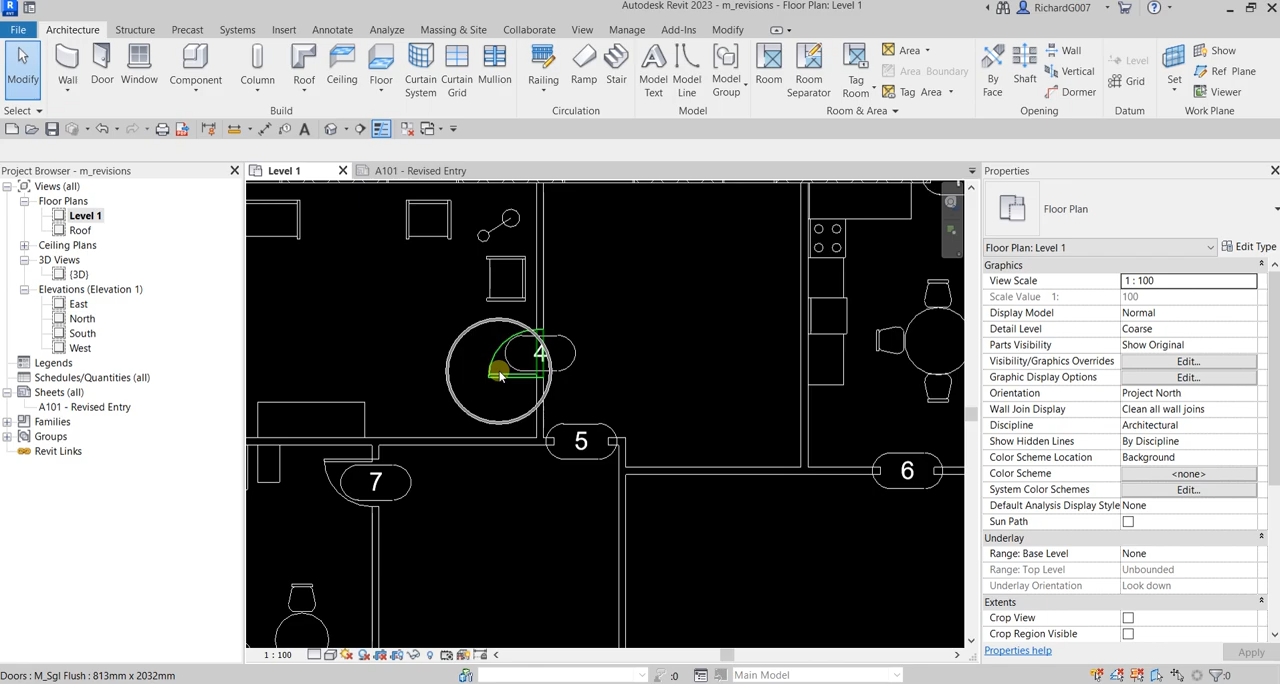 Autodesk Revit 2023 - m_revisions - Floor Plan: Level 1
RichardG007
File Architecture Structure Precast Systems Insert Annotate Analyze Massing & Site Collaborate View Manage Add-Ins Modify
Modify Wall Door Window Component Column Roof Ceiling Floor Curtain System Curtain Grid Mullion Railing Ramp Stair Model Text Model Line Model Group Room Room Separator Tag Room Area Area Boundary Tag Area By Face Shaft Wall Vertical Dormer Level Grid Set Show Ref Plane Viewer
Select Build Circulation Model Room & Area Opening Datum Work Plane
Project Browser - m_revisions
Level 1
A101 - Revised Entry
Properties
Views (all)
Floor Plans
Level 1
Roof
Ceiling Plans
3D Views
{3D}
Elevations (Elevation 1)
East
North
South
West
Legends
Schedules/Quantities (all)
Sheets (all)
A101 - Revised Entry
Families
Groups
Revit Links
4
5
6
7
Floor Plan
Floor Plan: Level 1 Edit Type
Graphics
View Scale 1 : 100
Scale Value 1: 100
Display Model Normal
Detail Level Coarse
Parts Visibility Show Original
Visibility/Graphics Overrides Edit...
Graphic Display Options Edit...
Orientation Project North
Wall Join Display Clean all wall joins
Discipline Architectural
Show Hidden Lines By Discipline
Color Scheme Location Background
Color Scheme <none>
System Color Schemes Edit...
Default Analysis Display Style None
Sun Path
Underlay
Range: Base Level None
Range: Top Level Unbounded
Underlay Orientation Look down
Extents
Crop View
Crop Region Visible
Properties help Apply
1 : 100
Doors : M_Sgl Flush : 813mm x 2032mm
:0
Main Model
:0